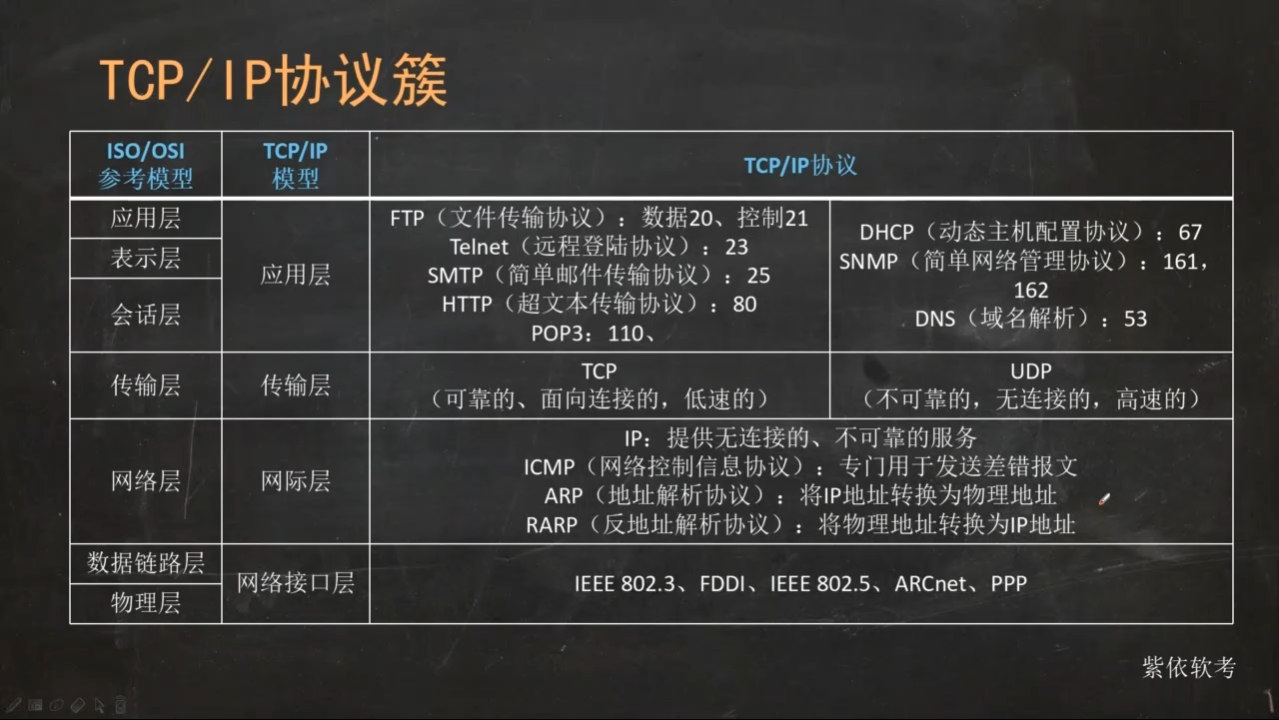 TCP/IP协议簇
ISO/OSI
参考模型
TCP/IP
模型
TCP/IP协议
应用层
表示层
会话层
应用层
FTP（文件传输协议）：数据20、控制21
Telnet（远程登陆协议）：23
SMTP（简单邮件传输协议）：25
HTTP（超文本传输协议）：80
POP3：110、
DHCP（动态主机配置协议）：67
SNMP（简单网络管理协议）：161，
162
DNS（域名解析）：53
传输层
传输层
TCP
（可靠的、面向连接的，低速的）
UDP
（不可靠的，无连接的，高速的）
网络层
网际层
IP：提供无连接的、不可靠的服务
ICMP（网络控制信息协议）：专门用于发送差错报文
ARP（地址解析协议）：将IP地址转换为物理地址
RARP（反地址解析协议）：将物理地址转换为IP地址
数据链路层
物理层
网络接口层
IEEE 802.3、FDDI、IEEE 802.5、ARCnet、PPP
紫依软考